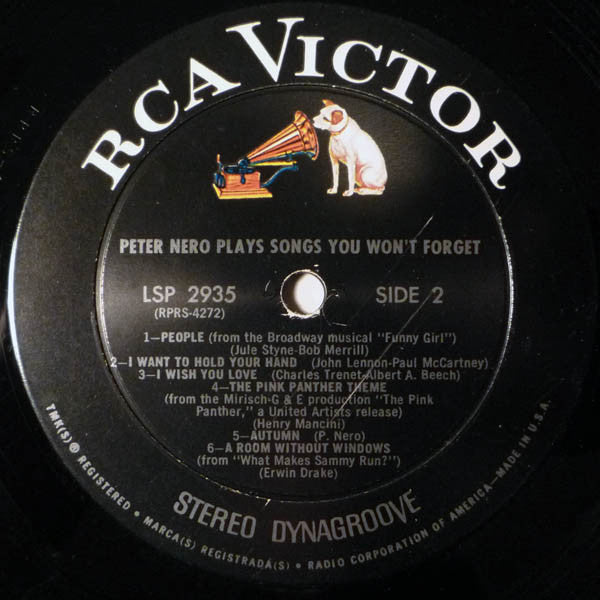 RCA VICTOR
PETER NERO PLAYS SONGS YOU WON'T FORGET
LSP 2935
(RPRS-4272)
SIDE 2
1—PEOPLE (from the Broadway musical "Funny Girl")
(Jule Styne-Bob Merrill)
2—I WANT TO HOLD YOUR HAND (John Lennon-Paul McCartney)
3—I WISH YOU LOVE (Charles Trenet-Albert A. Beech)
4—THE PINK PANTHER THEME
(from the Mirisch-G & E production "The Pink
Panther," a United Artists release)
(Henry Mancini)
5—AUTUMN (P. Nero)
6—A ROOM WITHOUT WINDOWS
(from "What Makes Sammy Run?")
(Erwin Drake)
STEREO DYNAGROOVE
TMK(S) ® REGISTERED • MARCA(S) REGISTRADA(S) • RADIO CORPORATION OF AMERICA—MADE IN U.S.A.